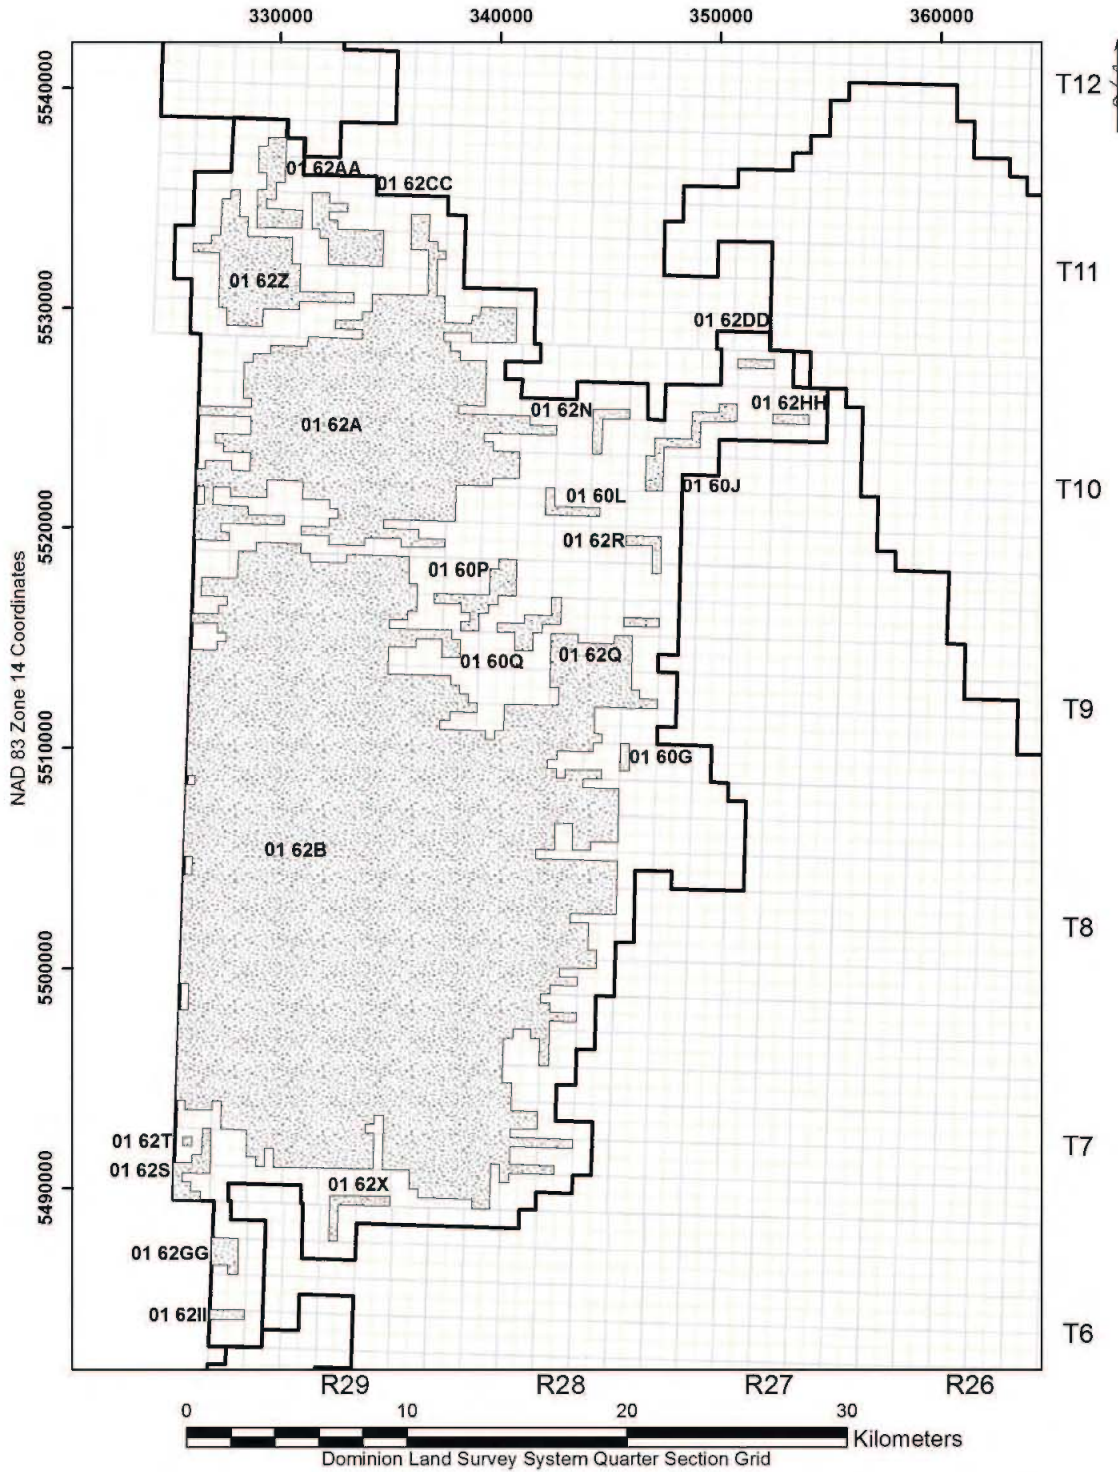 330000 340000 350000 360000
5540000
T12
01 62AA
01 62CC
01 62Z
T11
5530000
01 62DD
01 62N
01 62HH
01 62A
01 60J
T10
01 60L
5520000
01 62R
01 60P
01 60Q
01 62Q
T9
NAD 83 Zone 14 Coordinates
5510000
01 60G
01 62B
T8
5500000
01 62T
T7
01 62S
5490000
01 62X
01 62GG
01 62II
T6
R29 R28 R27 R26
0 10 20 30
Kilometers
Dominion Land Survey System Quarter Section Grid